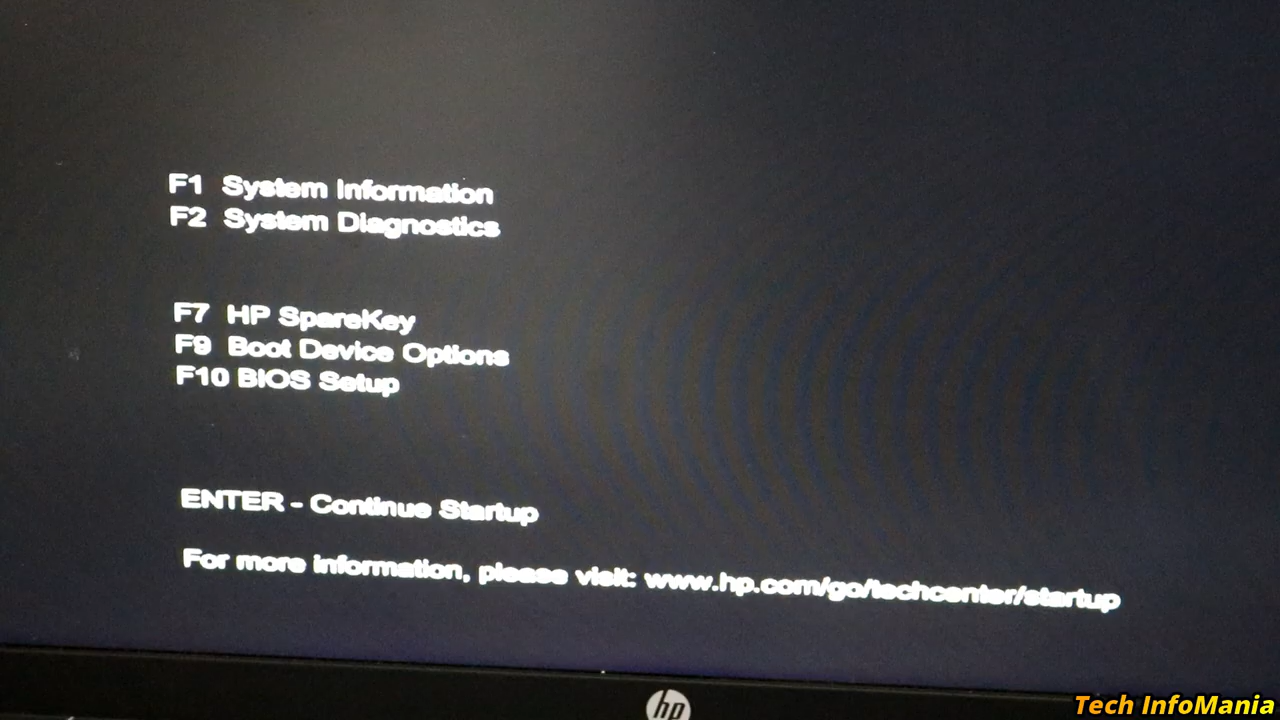 F1 System Information
F2 System Diagnostics
F7 HP SpareKey
F9 Boot Device Options
F10 BIOS Setup
ENTER - Continue Startup
For more information, please visit: www.hp.com/go/techcenter/startup
hp
Tech InfoMania